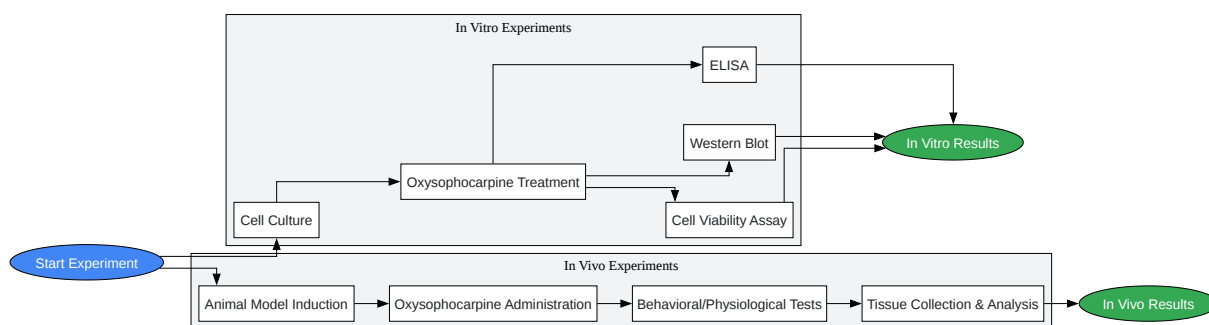 In Vitro Experiments
ELISA
Western Blot
In Vitro Results
Oxysophocarpine Treatment
Cell Culture
Cell Viability Assay
Start Experiment
In Vivo Experiments
Animal Model Induction
Oxysophocarpine Administration
Behavioral/Physiological Tests
Tissue Collection & Analysis
In Vivo Results